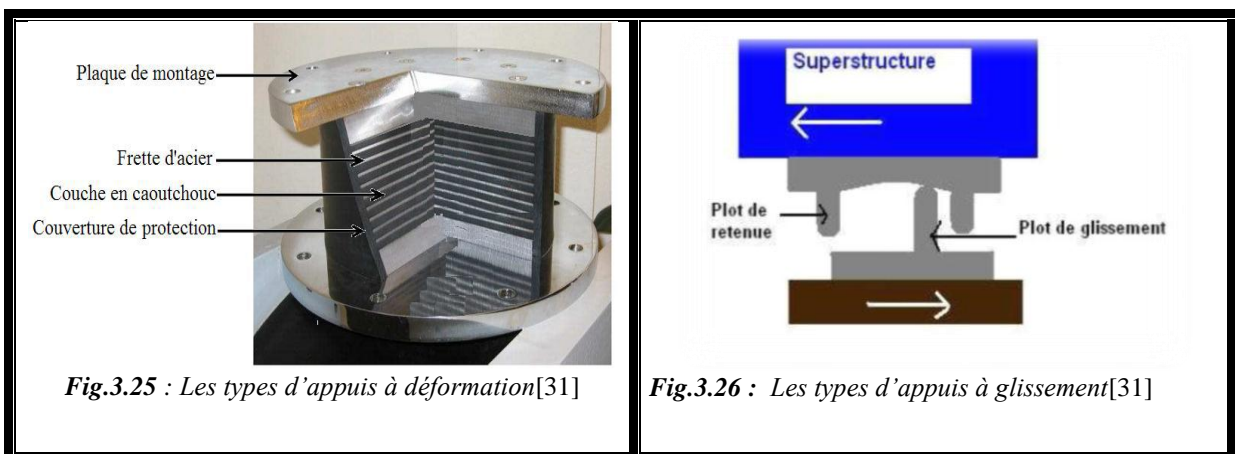 Plaque de montage
Frette d'acier
Couche en caoutchouc
Couverture de protection
Fig.3.25 : Les types d'appuis à déformation[31]
Superstructure
Plot de
retenue
Plot de glissement
Fig.3.26 : Les types d'appuis à glissement[31]